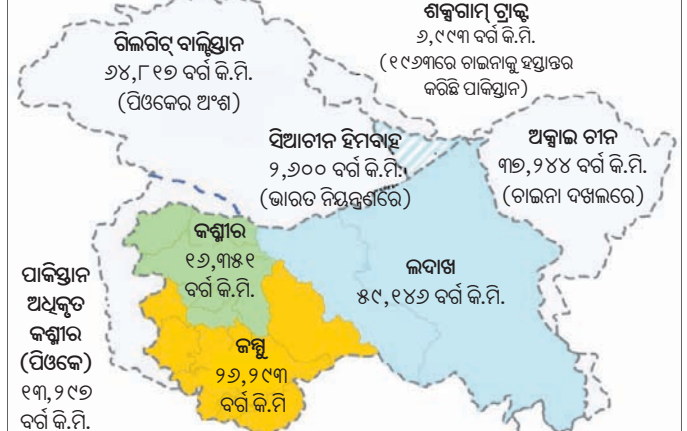 ଶକ୍ସଗାମ୍ ଟ୍ରାକ୍ଟ
୬,୯୯୩ ବର୍ଗ କି.ମି.
(୧୯୬୩ରେ ଚାଇନାକୁ ହସ୍ତାନ୍ତର
କରିଛି ପାକିସ୍ତାନ)
ଗିଲଗିଟ୍ ବାଲ୍ଟିସ୍ତାନ
୬୪,୮୧୭ ବର୍ଗ କି.ମି.
(ପିଓକେର ଅଂଶ)
ସିଆଚୀନ ହିମବାହ
୨,୬୦୦ ବର୍ଗ କି.ମି.
(ଭାରତ ନିୟନ୍ତ୍ରଣରେ)
ଅକ୍ସାଇ ଚୀନ
୩୭,୨୪୪ ବର୍ଗ କି.ମି.
(ଚାଇନା ଦଖଲରେ)
କଶ୍ମୀର
୧୬,୩୫୧
ବର୍ଗ କି.ମି.
ଲଦାଖ
୫୯,୧୪୬ ବର୍ଗ କି.ମି.
ପାକିସ୍ତାନ
ଅଧିକୃତ
କଶ୍ମୀର
(ପିଓକେ)
୧୩,୨୯୭
ବର୍ଗ କି.ମି.
ଜମ୍ମୁ
୨୬,୨୯୩
ବର୍ଗ କି.ମି